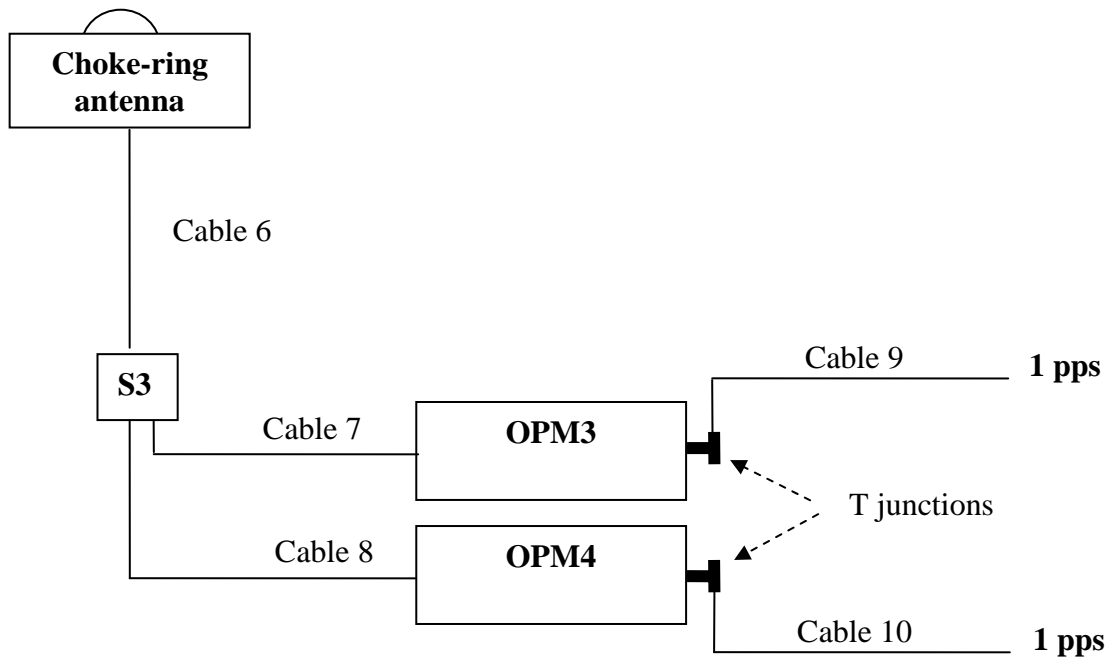 Choke-ring
antenna
Cable 6
Cable 9
1 pps
S3
Cable 7
OPM3
T junctions
Cable 8
OPM4
Cable 10
1 pps